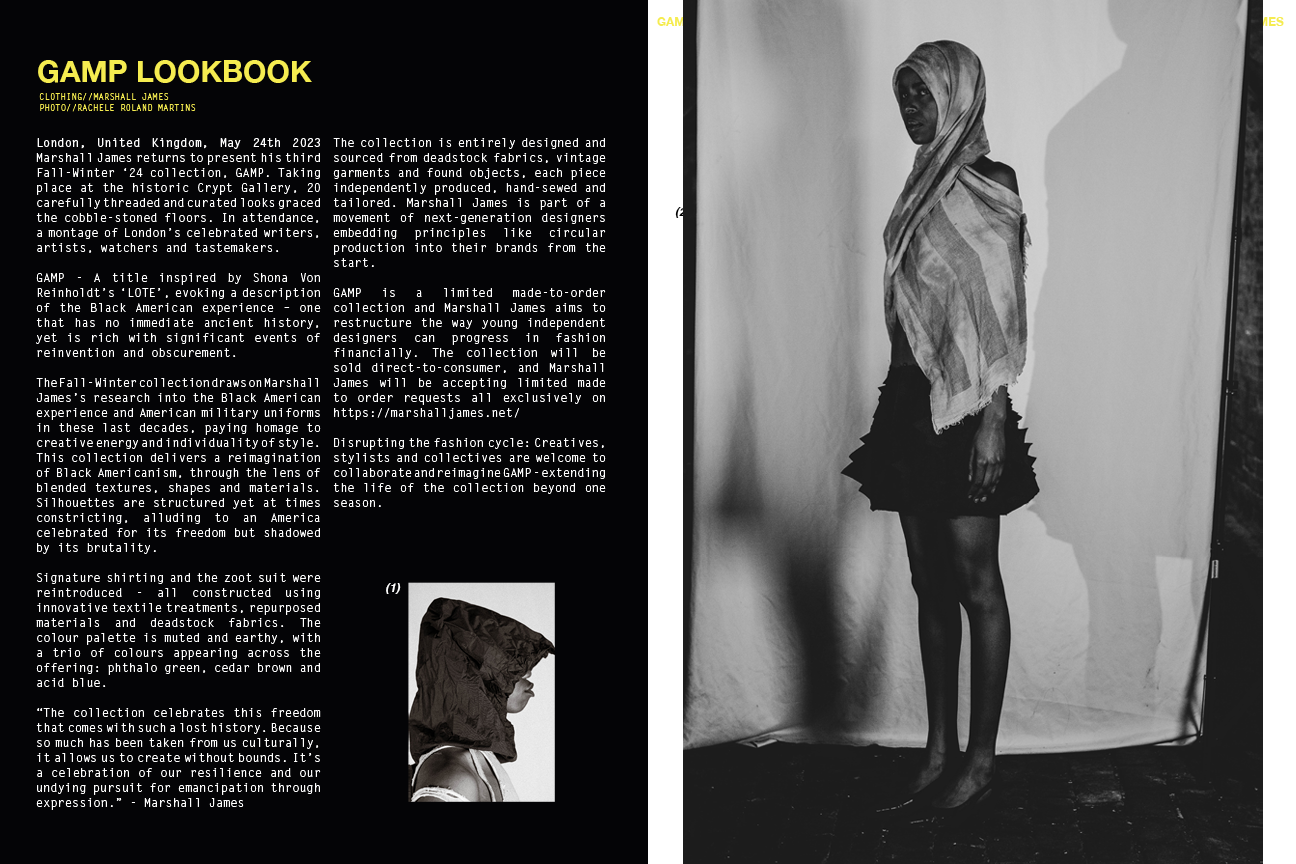 GAMP LOOKBOOK
CLOTHING//MARSHALL JAMES
PHOTO//RACHELE ROLAND MARTINS
London, United Kingdom, May 24th 2023
Marshall James returns to present his third
Fall-Winter ‘24 collection, GAMP. Taking
place at the historic Crypt Gallery, 20
carefully threaded and curated looks graced
the cobble-stoned floors. In attendance,
a montage of London’s celebrated writers,
artists, watchers and tastemakers.
GAMP - A title inspired by Shona Von
Reinholdt’s ‘LOTE’, evoking a description
of the Black American experience – one
that has no immediate ancient history,
yet is rich with significant events of
reinvention and obscurement.
The Fall-Winter collection draws on Marshall
James’s research into the Black American
experience and American military uniforms
in these last decades, paying homage to
creative energy and individuality of style.
This collection delivers a reimagination
of Black Americanism, through the lens of
blended textures, shapes and materials.
Silhouettes are structured yet at times
constricting, alluding to an America
celebrated for its freedom but shadowed
by its brutality.
Signature shirting and the zoot suit were
reintroduced - all constructed using
innovative textile treatments, repurposed
materials and deadstock fabrics. The
colour palette is muted and earthy, with
a trio of colours appearing across the
offering: phthalo green, cedar brown and
acid blue.
“The collection celebrates this freedom
that comes with such a lost history. Because
so much has been taken from us culturally,
it allows us to create without bounds. It’s
a celebration of our resilience and our
undying pursuit for emancipation through
expression.” - Marshall James
The collection is entirely designed and
sourced from deadstock fabrics, vintage
garments and found objects, each piece
independently produced, hand-sewed and
tailored. Marshall James is part of a
movement of next-generation designers
embedding principles like circular
production into their brands from the
start.
GAMP is a limited made-to-order
collection and Marshall James aims to
restructure the way young independent
designers can progress in fashion
financially. The collection will be
sold direct-to-consumer, and Marshall
James will be accepting limited made
to order requests all exclusively on
https://marshalljames.net/
Disrupting the fashion cycle: Creatives,
stylists and collectives are welcome to
collaborate and reimagine GAMP - extending
the life of the collection beyond one
season.
(1)